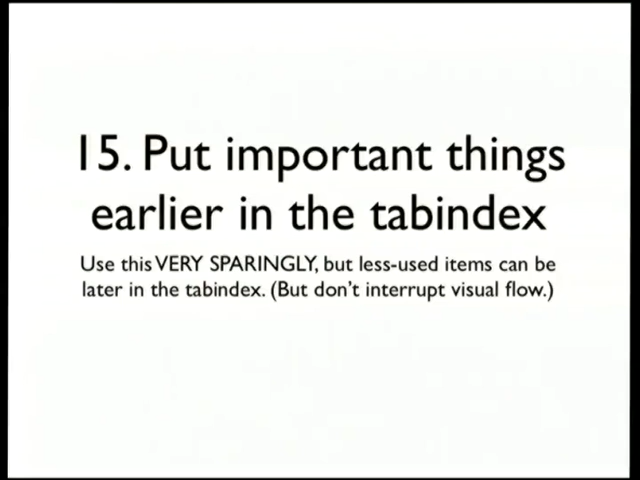 15. Put important things
earlier in the tabindex
Use this VERY SPARINGLY, but less-used items can be
later in the tabindex. (But don't interrupt visual flow.)